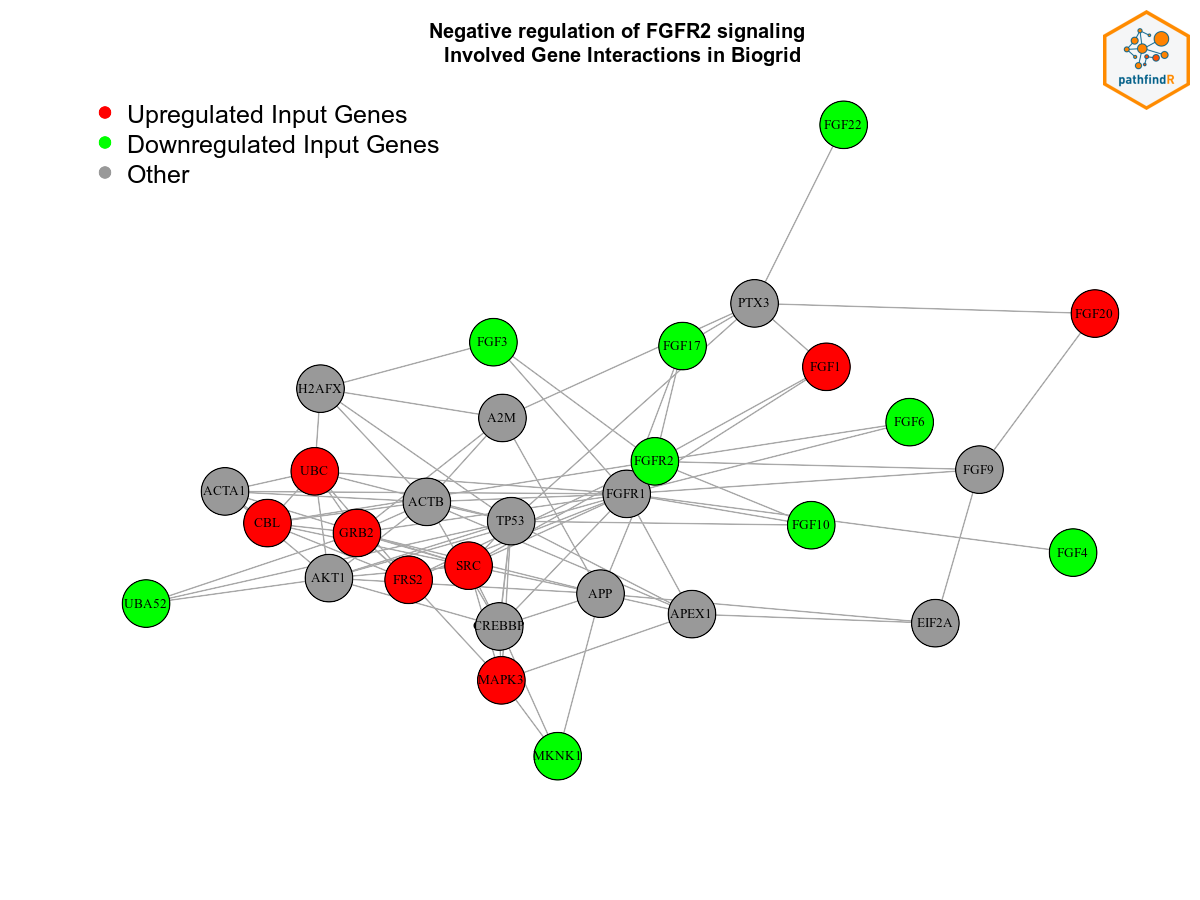 Negative regulation of FGFR2 signaling
Involved Gene Interactions in Biogrid
pathfindR
Upregulated Input Genes
Downregulated Input Genes
Other
FGF22
PTX3
FGF20
FGF3
FGF17
FGF1
H2AFX
A2M
FGF6
FGFR2
FGF9
UBC
ACTA1
FGFR1
ACTB
CBL
TP53
FGF10
GRB2
FGF4
SRC
AKT1
FRS2
APP
UBA52
APEX1
EIF2A
CREBBP
MAPK3
MKNK1